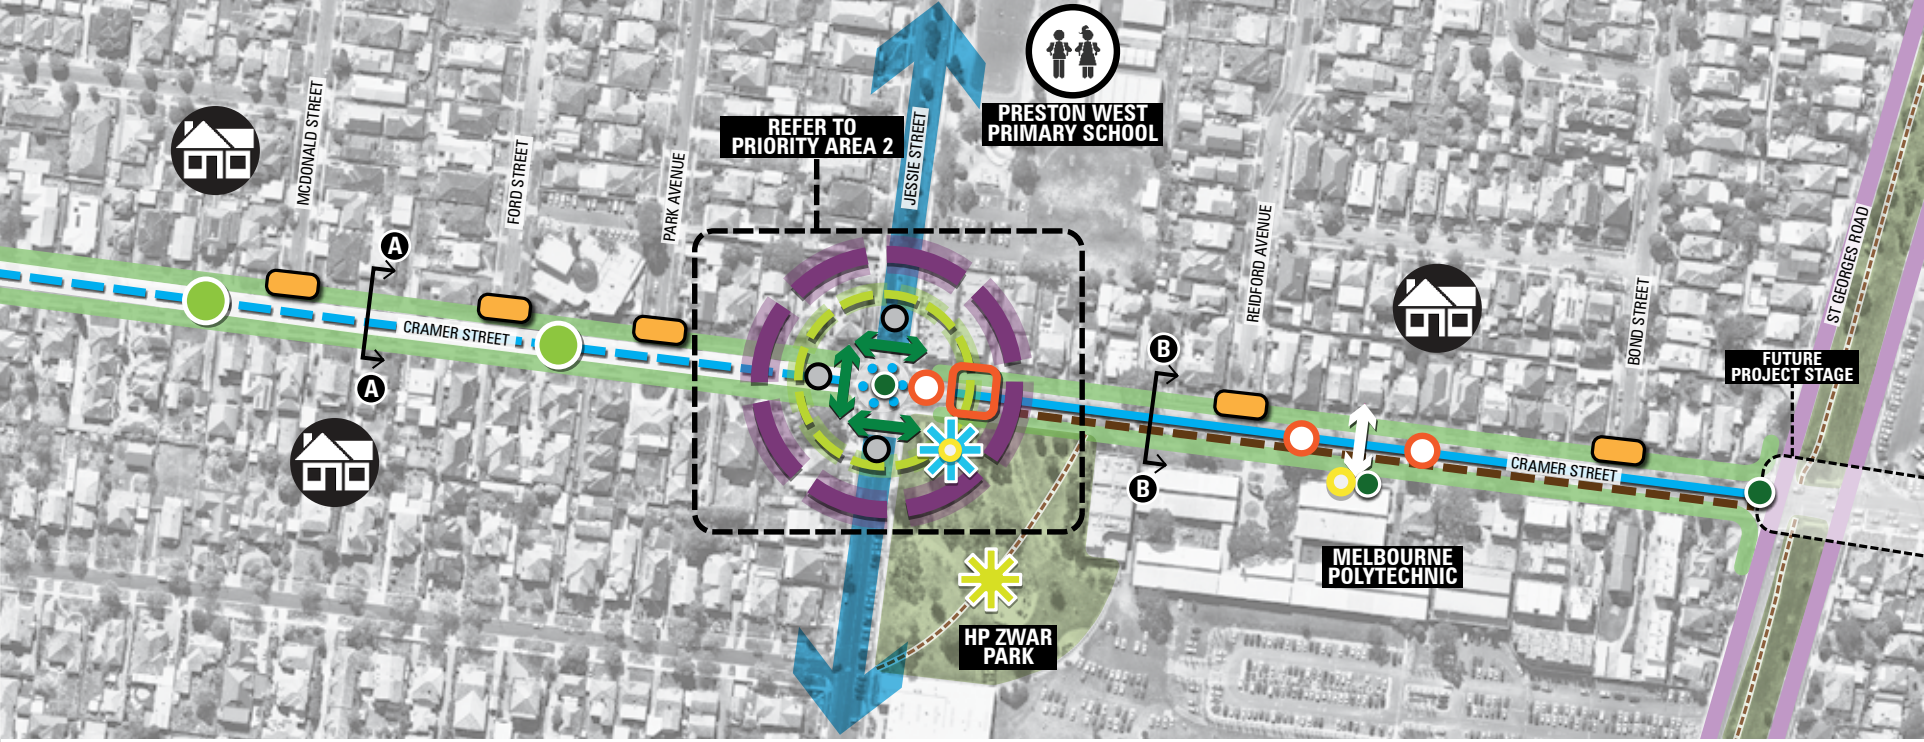 PRESTON WEST
PRIMARY SCHOOL
REFER TO
PRIORITY AREA 2
MCDONALD STREET
FORD STREET
PARK AVENUE
JESSIE STREET
REIDFORD AVENUE
BOND STREET
ST GEORGES ROAD
A
A
CRAMER STREET
B
B
FUTURE
PROJECT STAGE
CRAMER STREET
MELBOURNE
POLYTECHNIC
HP ZWAR
PARK